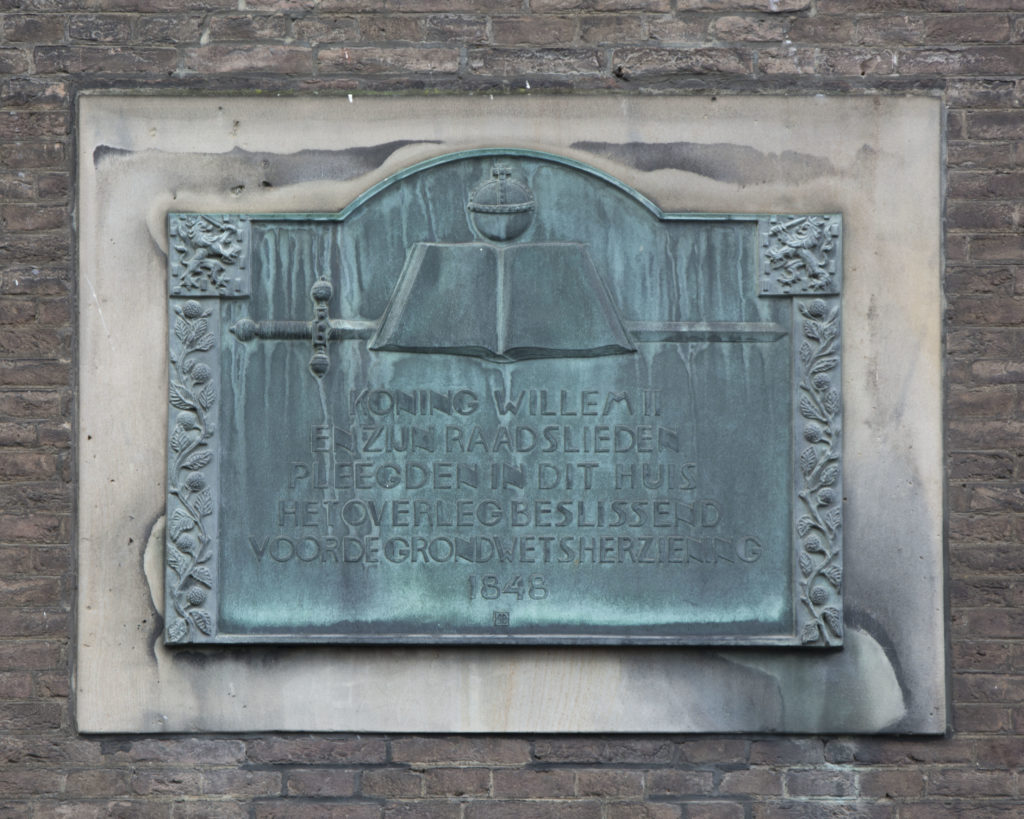 KONING WILLEM II
EN ZIJN RAADSLIEDEN
PLEEGDEN IN DIT HUIS
HET OVERLEG BESLISSEND
VOOR DE GRONDWETSHERZIENING
1848